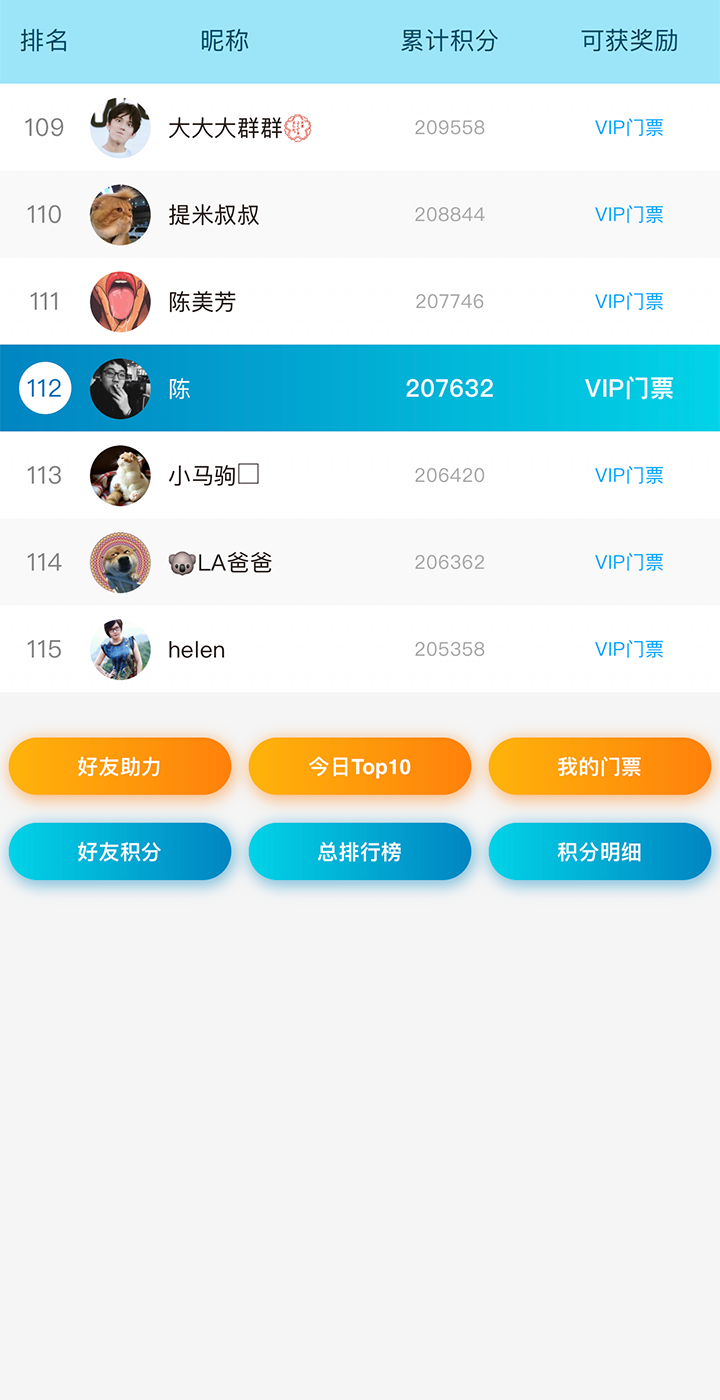 排名 昵称 累计积分 可获奖励
109 大大大群群💮 209558 VIP门票
110 提米叔叔 208844 VIP门票
111 陈美芳 207746 VIP门票
112 陈 207632 VIP门票
113 小马驹□ 206420 VIP门票
114 🐨LA爸爸 206362 VIP门票
115 helen 205358 VIP门票
好友助力 今日Top10 我的门票
好友积分 总排行榜 积分明细